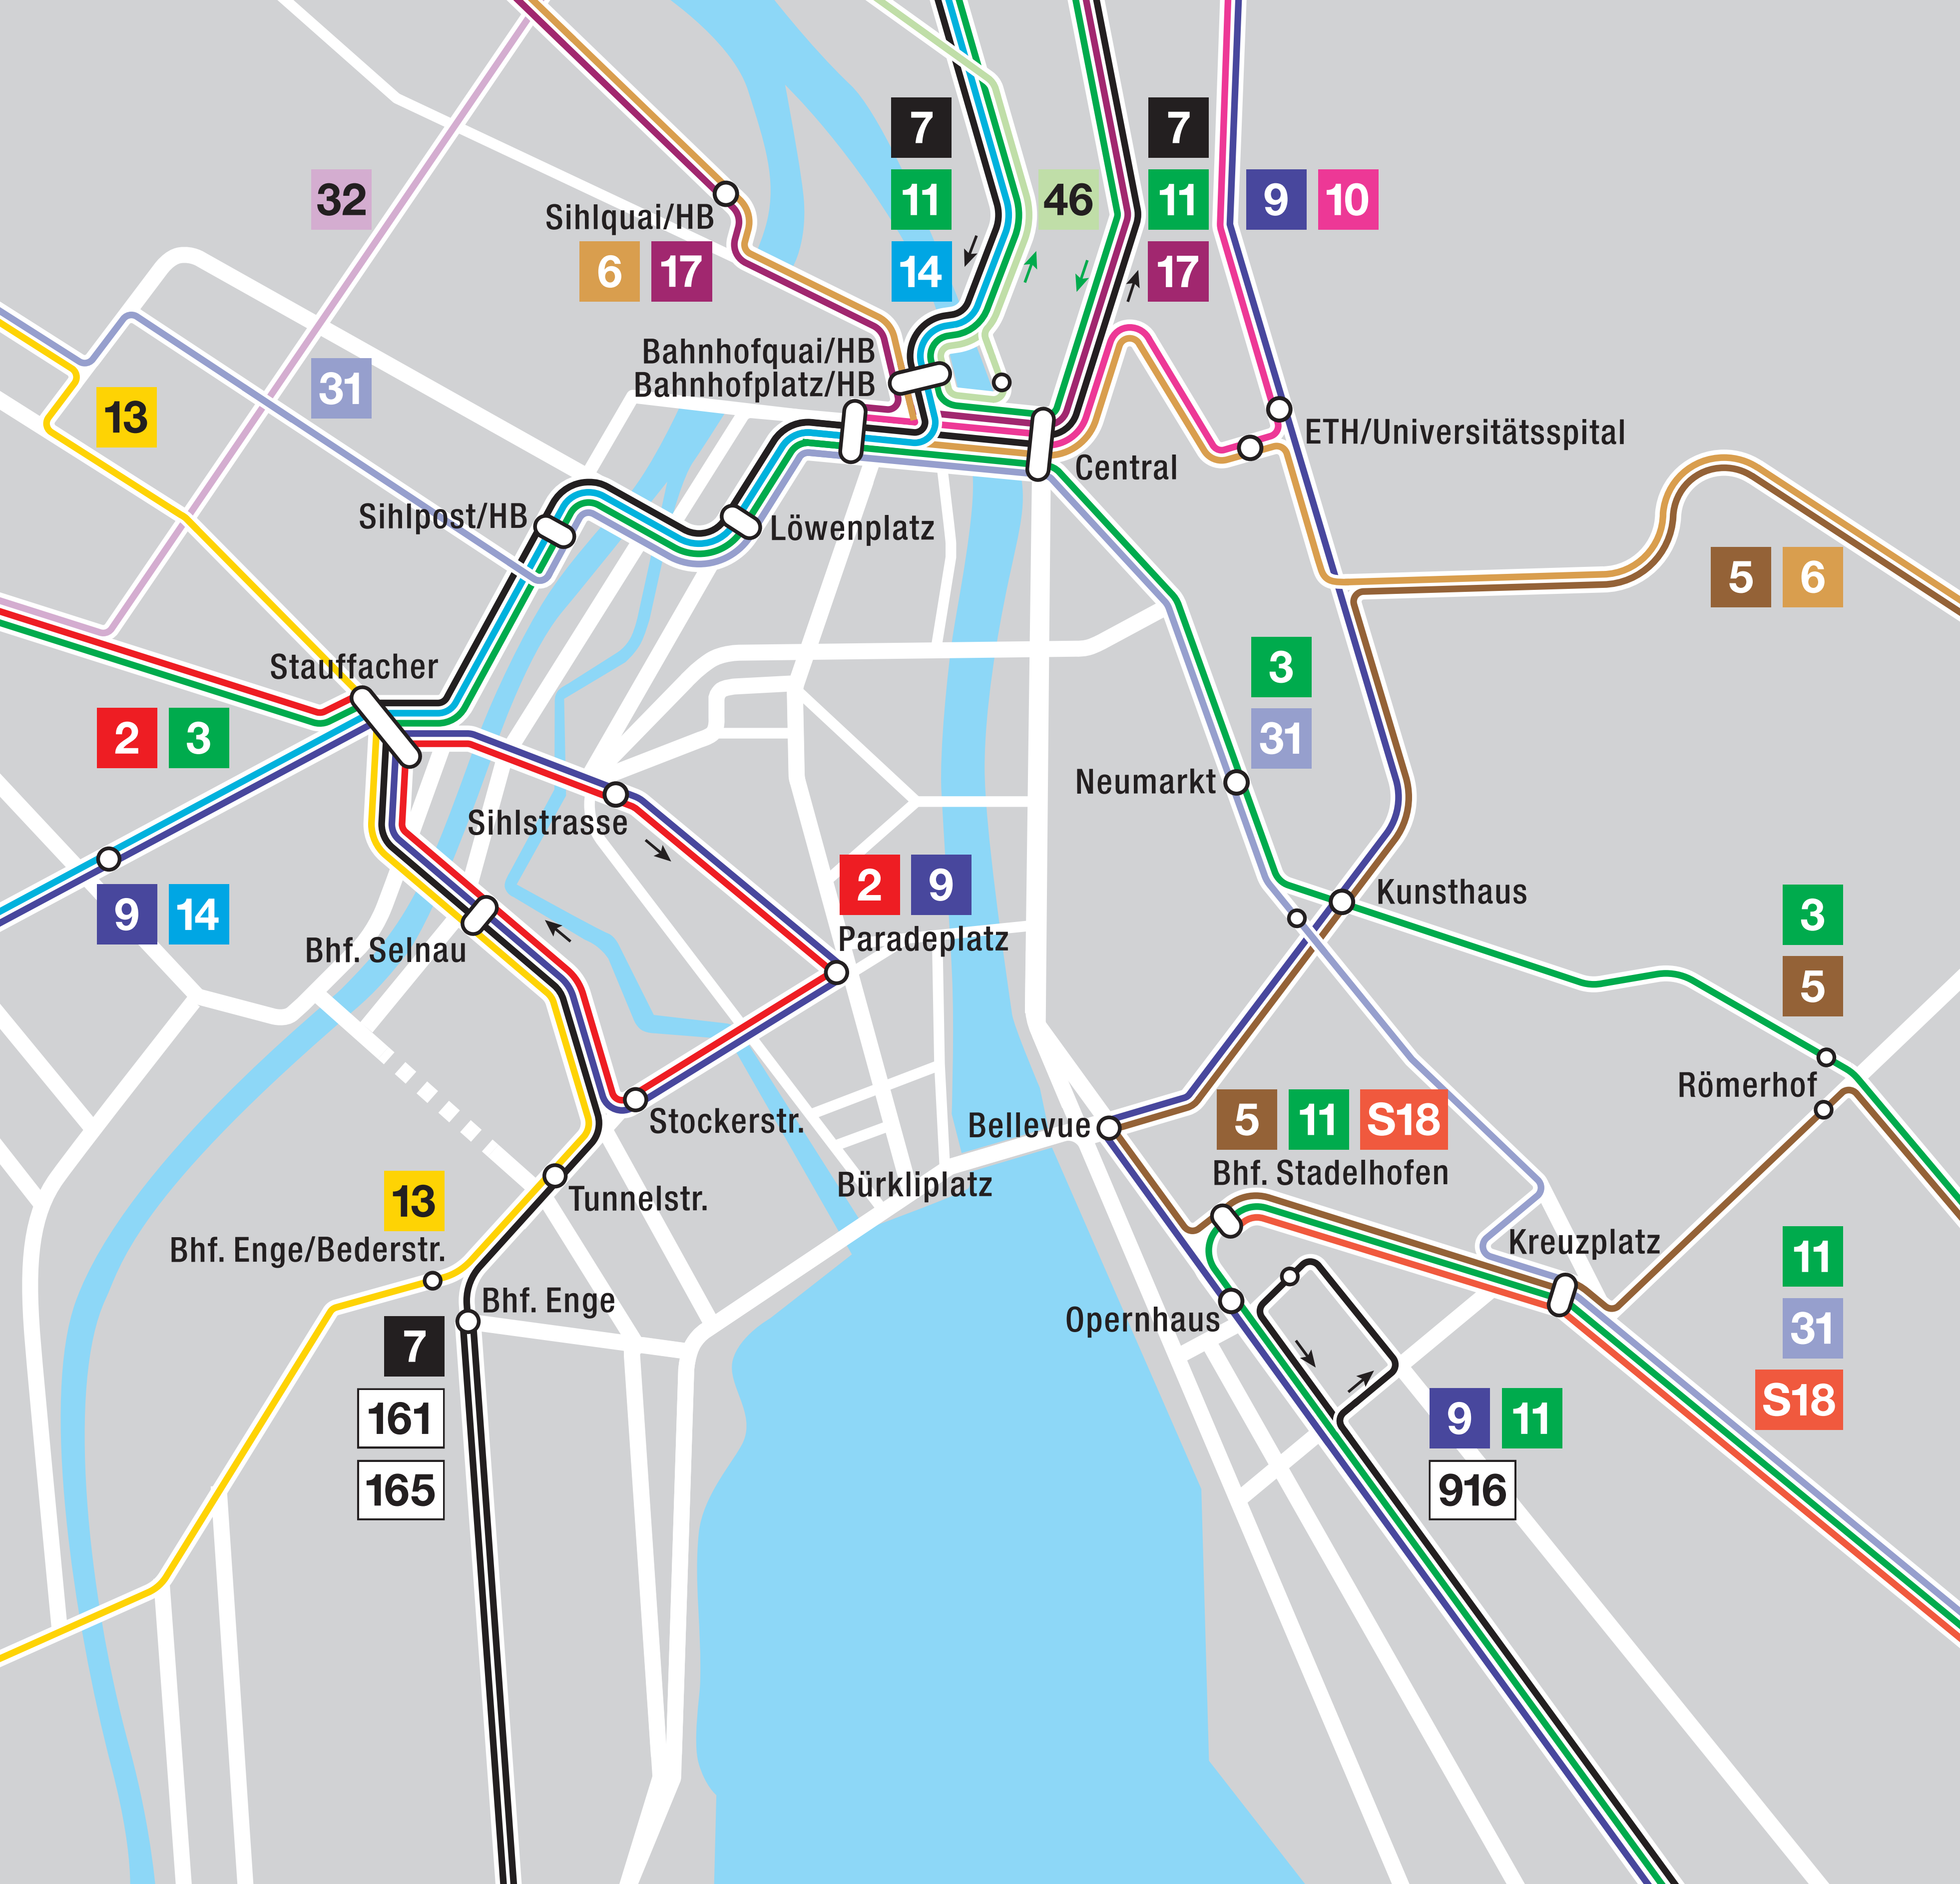 7
7
32
11
46
11
9 10
Sihlquai/HB
6 17
14
17
Bahnhofquai/HB
31
Bahnhofplatz/HB
13
ETH/Universitätsspital
Central
Sihlpost/HB
Löwenplatz
5 6
Stauffacher
3
2 3
31
Neumarkt
Sihlstrasse
2 9
Kunsthaus
9 14
3
Bhf. Selnau
Paradeplatz
5
Römerhof
Stockerstr.
Bellevue
5 11 S18
Bhf. Stadelhofen
13
Tunnelstr.
Bürkliplatz
Bhf. Enge/Bederstr.
Kreuzplatz
11
Bhf. Enge
Opernhaus
31
7
S18
161
9 11
165
916